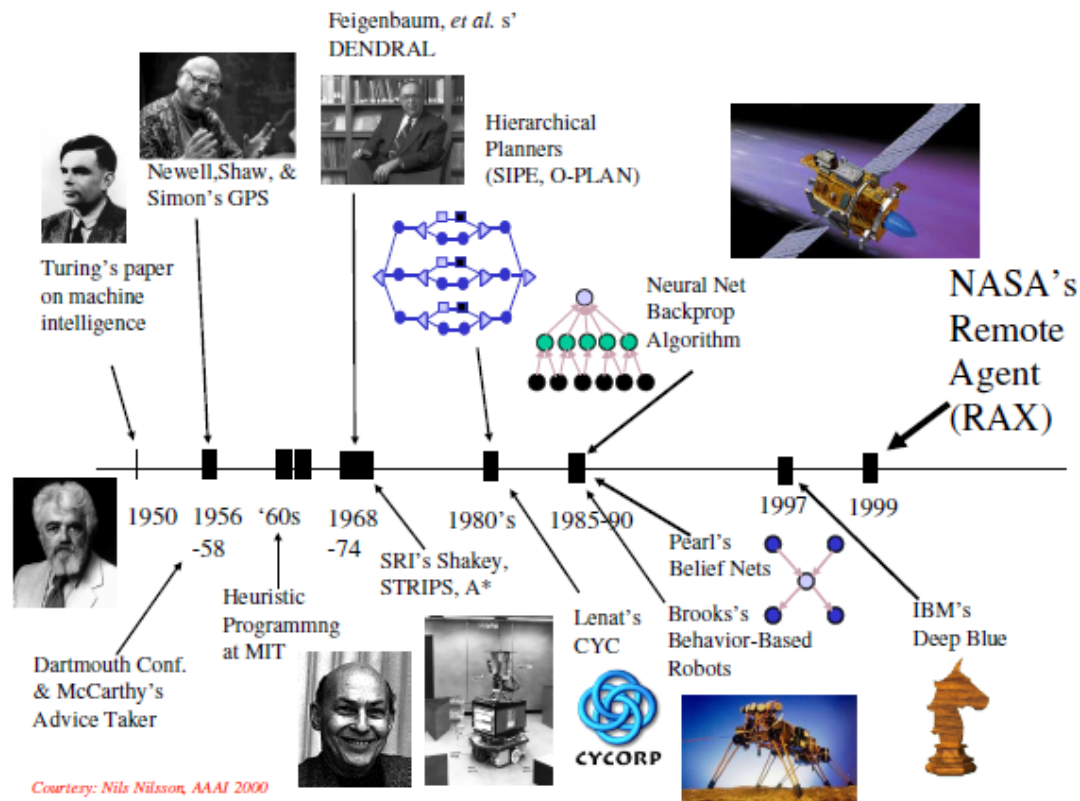 Feigenbaum, et al. s'
DENDRAL
Newell,Shaw, &
Simon's GPS
Hierarchical
Planners
(SIPE, O-PLAN)
Turing's paper
on machine
intelligence
Neural Net
Backprop
Algorithm
NASA's
Remote
Agent
(RAX)
1950
1956
-58
'60s
1968
-74
1980's
1985-90
1997
1999
SRI's Shakey,
STRIPS, A*
Pearl's
Belief Nets
Heuristic
Programmng
at MIT
Lenat's
CYC
Brooks's
Behavior-Based
Robots
IBM's
Deep Blue
Dartmouth Conf.
& McCarthy's
Advice Taker
CYCORP
Courtesy: Nils Nilsson, AAAI 2000